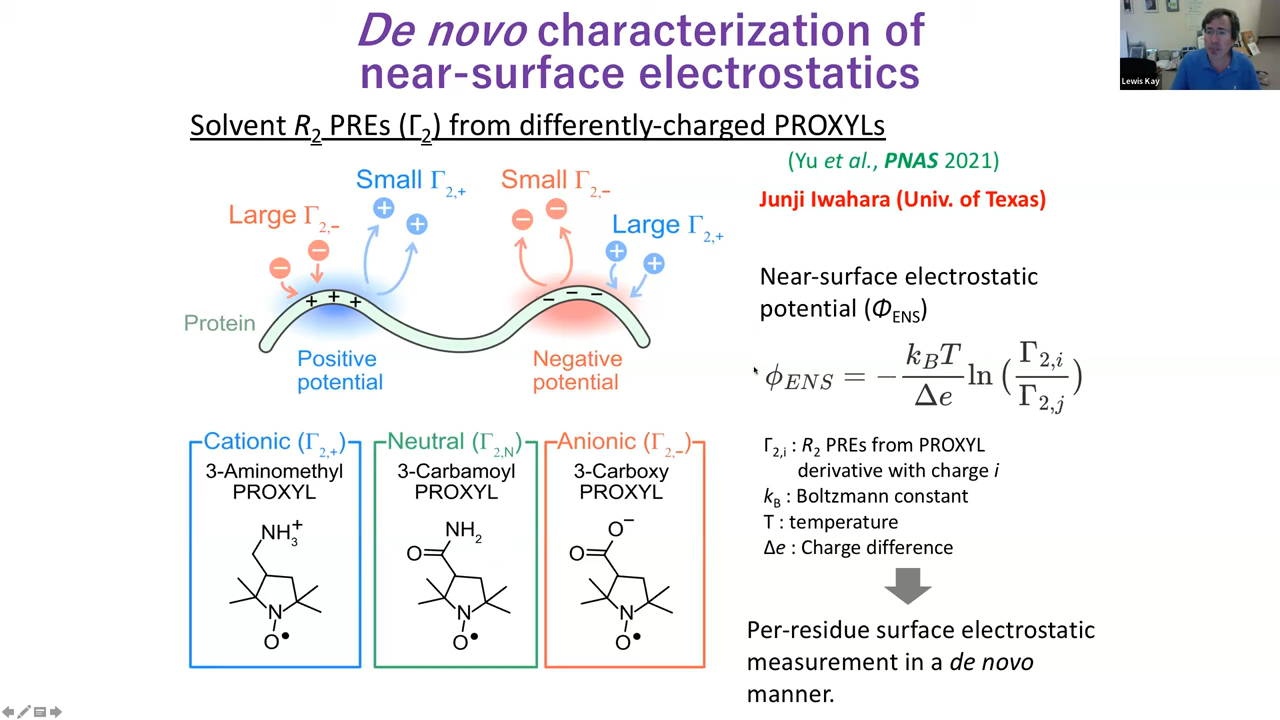 De novo characterization of
near-surface electrostatics
Lewis Kay
Solvent R2 PREs (Γ2) from differently-charged PROXYLs
(Yu et al., PNAS 2021)
Junji Iwahara (Univ. of Texas)
Small Γ2,+
Small Γ2,−
Large Γ2,−
Large Γ2,+
+ + − − + +
− −
+ + + − − −
Protein
Positive
potential
Negative
potential
Near-surface electrostatic
potential (ΦENS)
ϕENS = − kBT/Δe ln ( Γ2,i/Γ2,j )
Γ2,i : R2 PREs from PROXYL
derivative with charge i
kB : Boltzmann constant
T : temperature
Δe : Charge difference
Cationic (Γ2,+)
3-Aminomethyl
PROXYL
NH3+
N
O•
Neutral (Γ2,N)
3-Carbamoyl
PROXYL
NH2
O
N
O•
Anionic (Γ2,−)
3-Carboxy
PROXYL
O−
O
N
O•
Per-residue surface electrostatic
measurement in a de novo
manner.